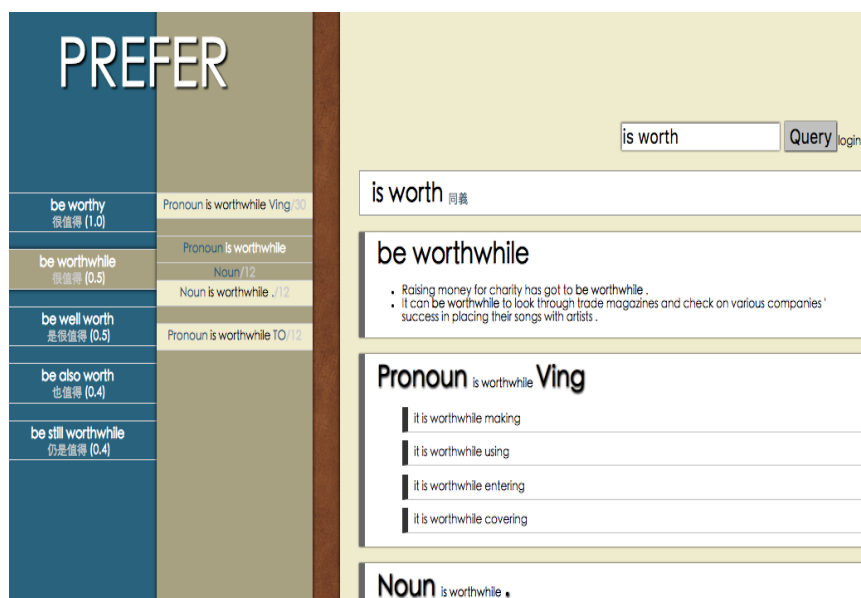 PREFER
is worth Query login
be worthy
很值得 (1.0)
be worthwhile
很值得 (0.5)
be well worth
是很值得 (0.5)
be also worth
也值得 (0.4)
be still worthwhile
仍是值得 (0.4)
Pronoun is worthwhile Ving/30
Pronoun is worthwhile
Noun/12
Noun is worthwhile ./12
Pronoun is worthwhile TO/12
is worth 同義
be worthwhile
Raising money for charity has got to be worthwhile .
It can be worthwhile to look through trade magazines and check on various companies '
success in placing their songs with artists .
Pronoun is worthwhile Ving
it is worthwhile making
it is worthwhile using
it is worthwhile entering
it is worthwhile covering
Noun is worthwhile .